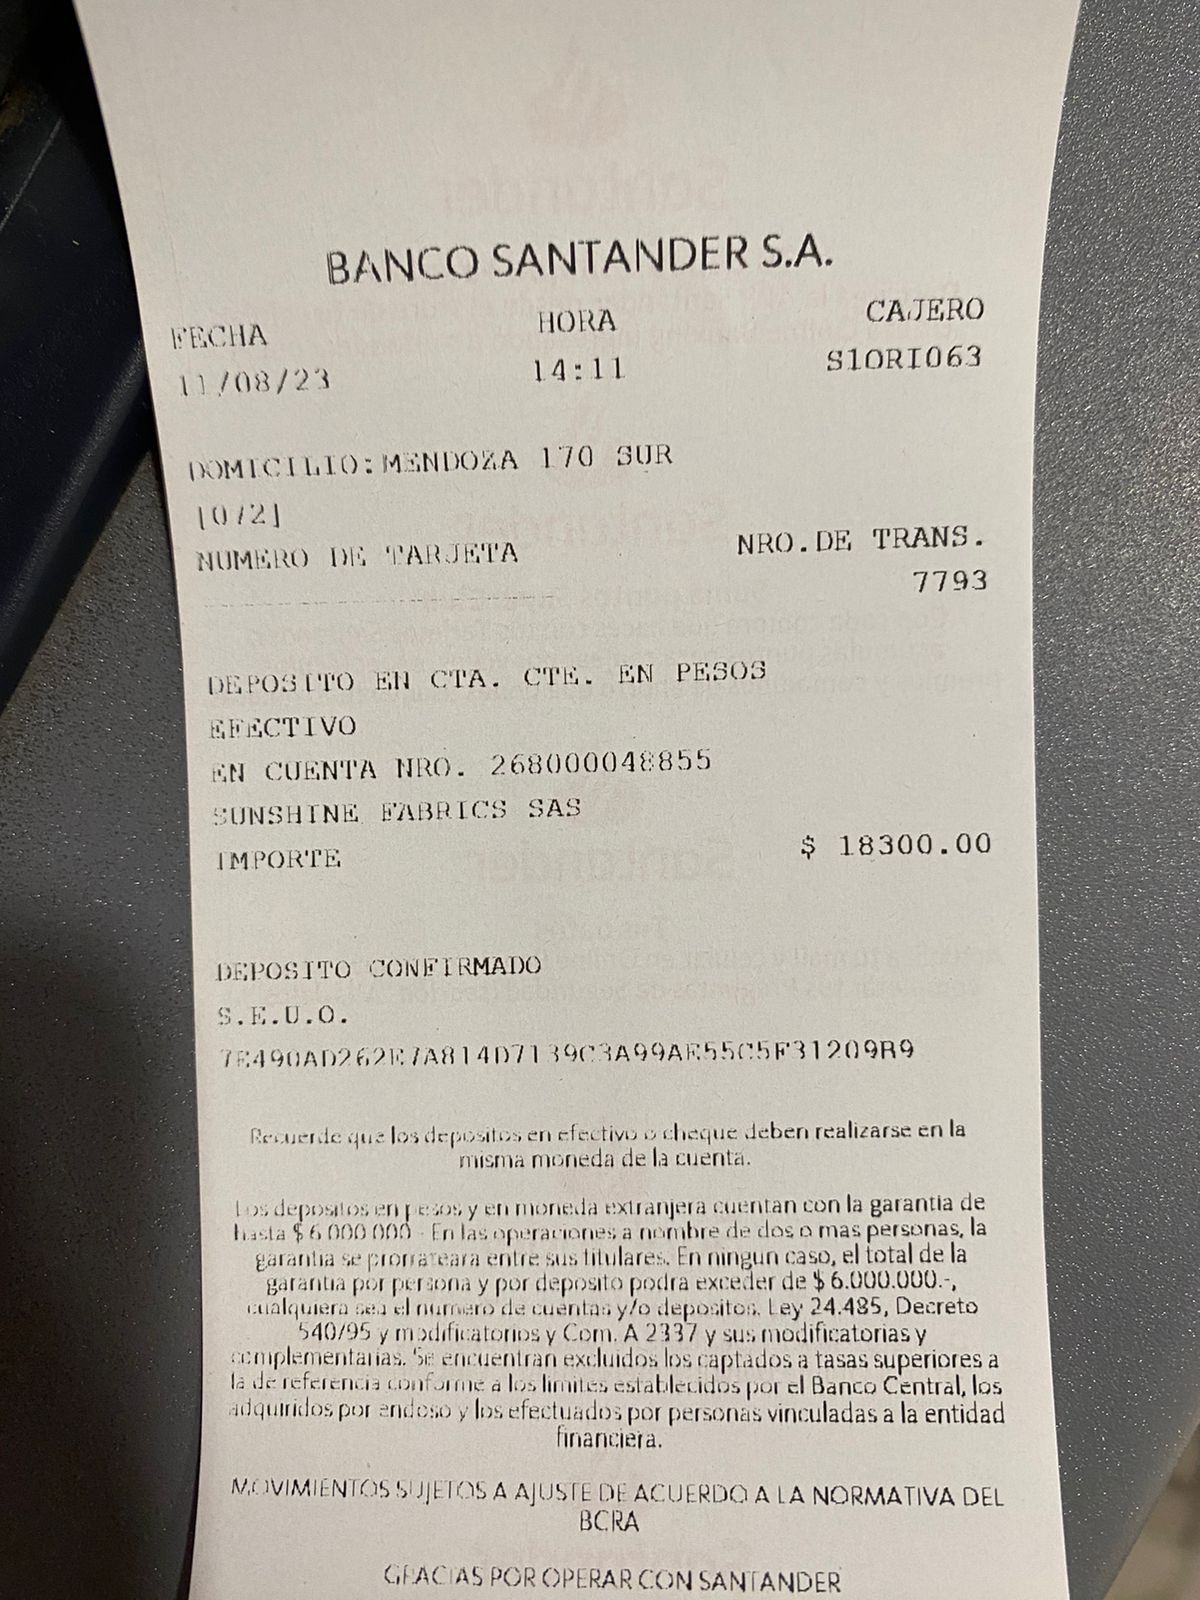 BANCO SANTANDER S.A.
FECHA HORA CAJERO
11/08/23 14:11 S1ORI063
DOMICILIO:MENDOZA 170 SUR
[072]
NUMERO DE TARJETA NRO.DE TRANS.
7793
DEPOSITO EN CTA. CTE. EN PESOS
EFECTIVO
EN CUENTA NRO. 268000048855
SUNSHINE FABRICS SAS
IMPORTE $ 18300.00
DEPOSITO CONFIRMADO
S.E.U.O.
Recuerde que los depositos en efectivo o cheque deben realizarse en la
misma moneda de la cuenta.
Los depositos en pesos y en moneda extranjera cuentan con la garantia de
hasta $ 6.000.000 - En las operaciones a nombre de dos o mas personas, la
garantia se prorrateara entre sus titulares. En ningun caso, el total de la
garantia por persona y por deposito podra exceder de $ 6.000.000.-,
cualquiera sea el numero de cuentas y/o depositos. Ley 24.485, Decreto
540/95 y modificatorios y Com. A 2337 y sus modificatorias y
complementarias. Se encuentran excluidos los captados a tasas superiores a
la de referencia conforme a los limites establecidos por el Banco Central, los
adquiridos por endoso y los efectuados por personas vinculadas a la entidad
financiera.
MOVIMIENTOS SUJETOS A AJUSTE DE ACUERDO A LA NORMATIVA DEL
BCRA
GRACIAS POR OPERAR CON SANTANDER